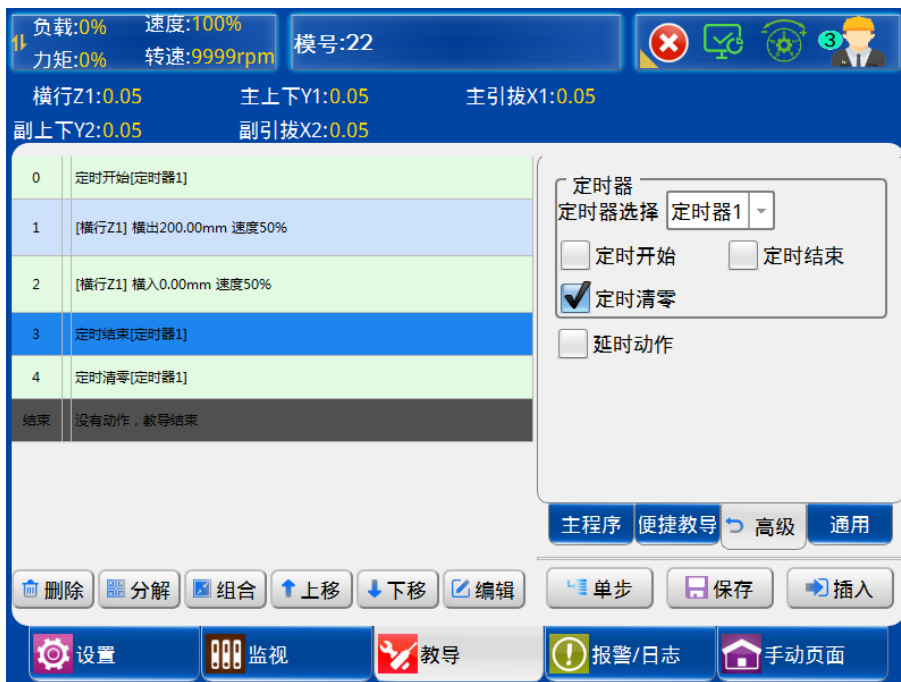 负载:0% 速度:100%
力矩:0% 转速:9999rpm
模号:22
3
横行Z1:0.05 主上下Y1:0.05 主引拔X1:0.05
副上下Y2:0.05 副引拔X2:0.05
0 定时开始[定时器1]
1 [横行Z1] 横出200.00mm 速度50%
2 [横行Z1] 横入0.00mm 速度50%
3 定时结束[定时器1]
4 定时清零[定时器1]
结束 没有动作，教导结束
定时器
定时器选择 定时器1
定时开始 定时结束
定时清零
延时动作
主程序 便捷教导 高级 通用
删除 分解 组合 上移 下移 编辑 单步 保存 插入
设置 监视 教导 报警/日志 手动页面